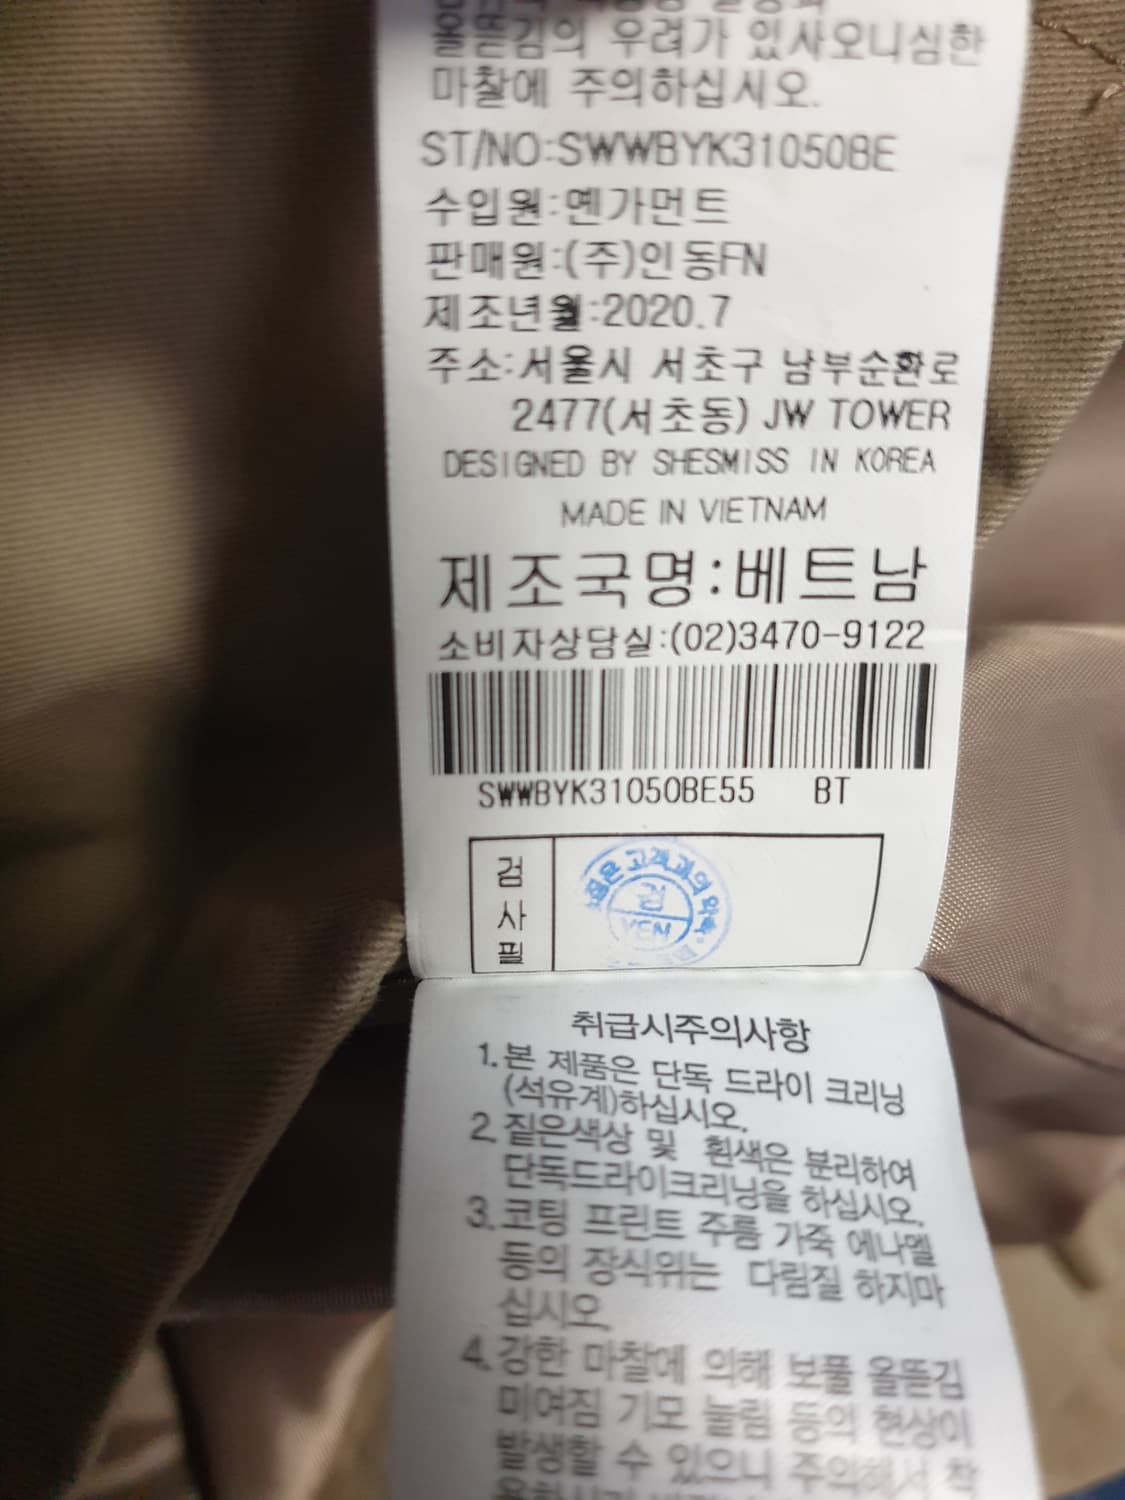 올뜯김의 우려가 있사오니심한
마찰에 주의하십시오.
ST/NO:SWWBYK31050BE
수입원:옌가먼트
판매원:(주)인동FN
제조년월:2020.7
주소:서울시 서초구 남부순환로
2477(서초동) JW TOWER
DESIGNED BY SHESMISS IN KOREA
MADE IN VIETNAM
제조국명:베트남
소비자상담실:(02)3470-9122
SWWBYK31050BE55 BT
검
사
필
고객과의
검
YEN
취급시주의사항
1.본 제품은 단독 드라이 크리닝
(석유계)하십시오.
2.짙은색상 및 흰색은 분리하여
단독드라이크리닝을 하십시오.
3.코팅 프린트 주름 가죽 에나멜
등의 장식위는 다림질 하지마
십시오.
4.강한 마찰에 의해 보풀 올뜯김
미여짐 기모 눌림 등의 현상이
발생할 수 있으니 주의해서 착